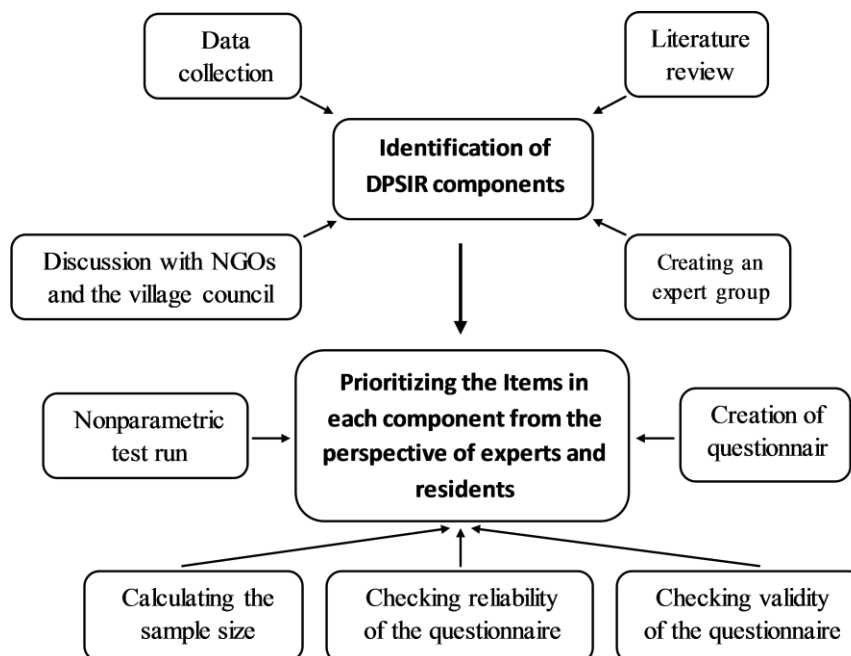 Data
collection
Literature
review
Identification of
DPSIR components
Discussion with NGOs
and the village council
Creating an
expert group
Prioritizing the Items in
each component from the
perspective of experts and
residents
Nonparametric
test run
Creation of
questionnair
Calculating the
sample size
Checking reliability
of the questionnaire
Checking validity
of the questionnaire